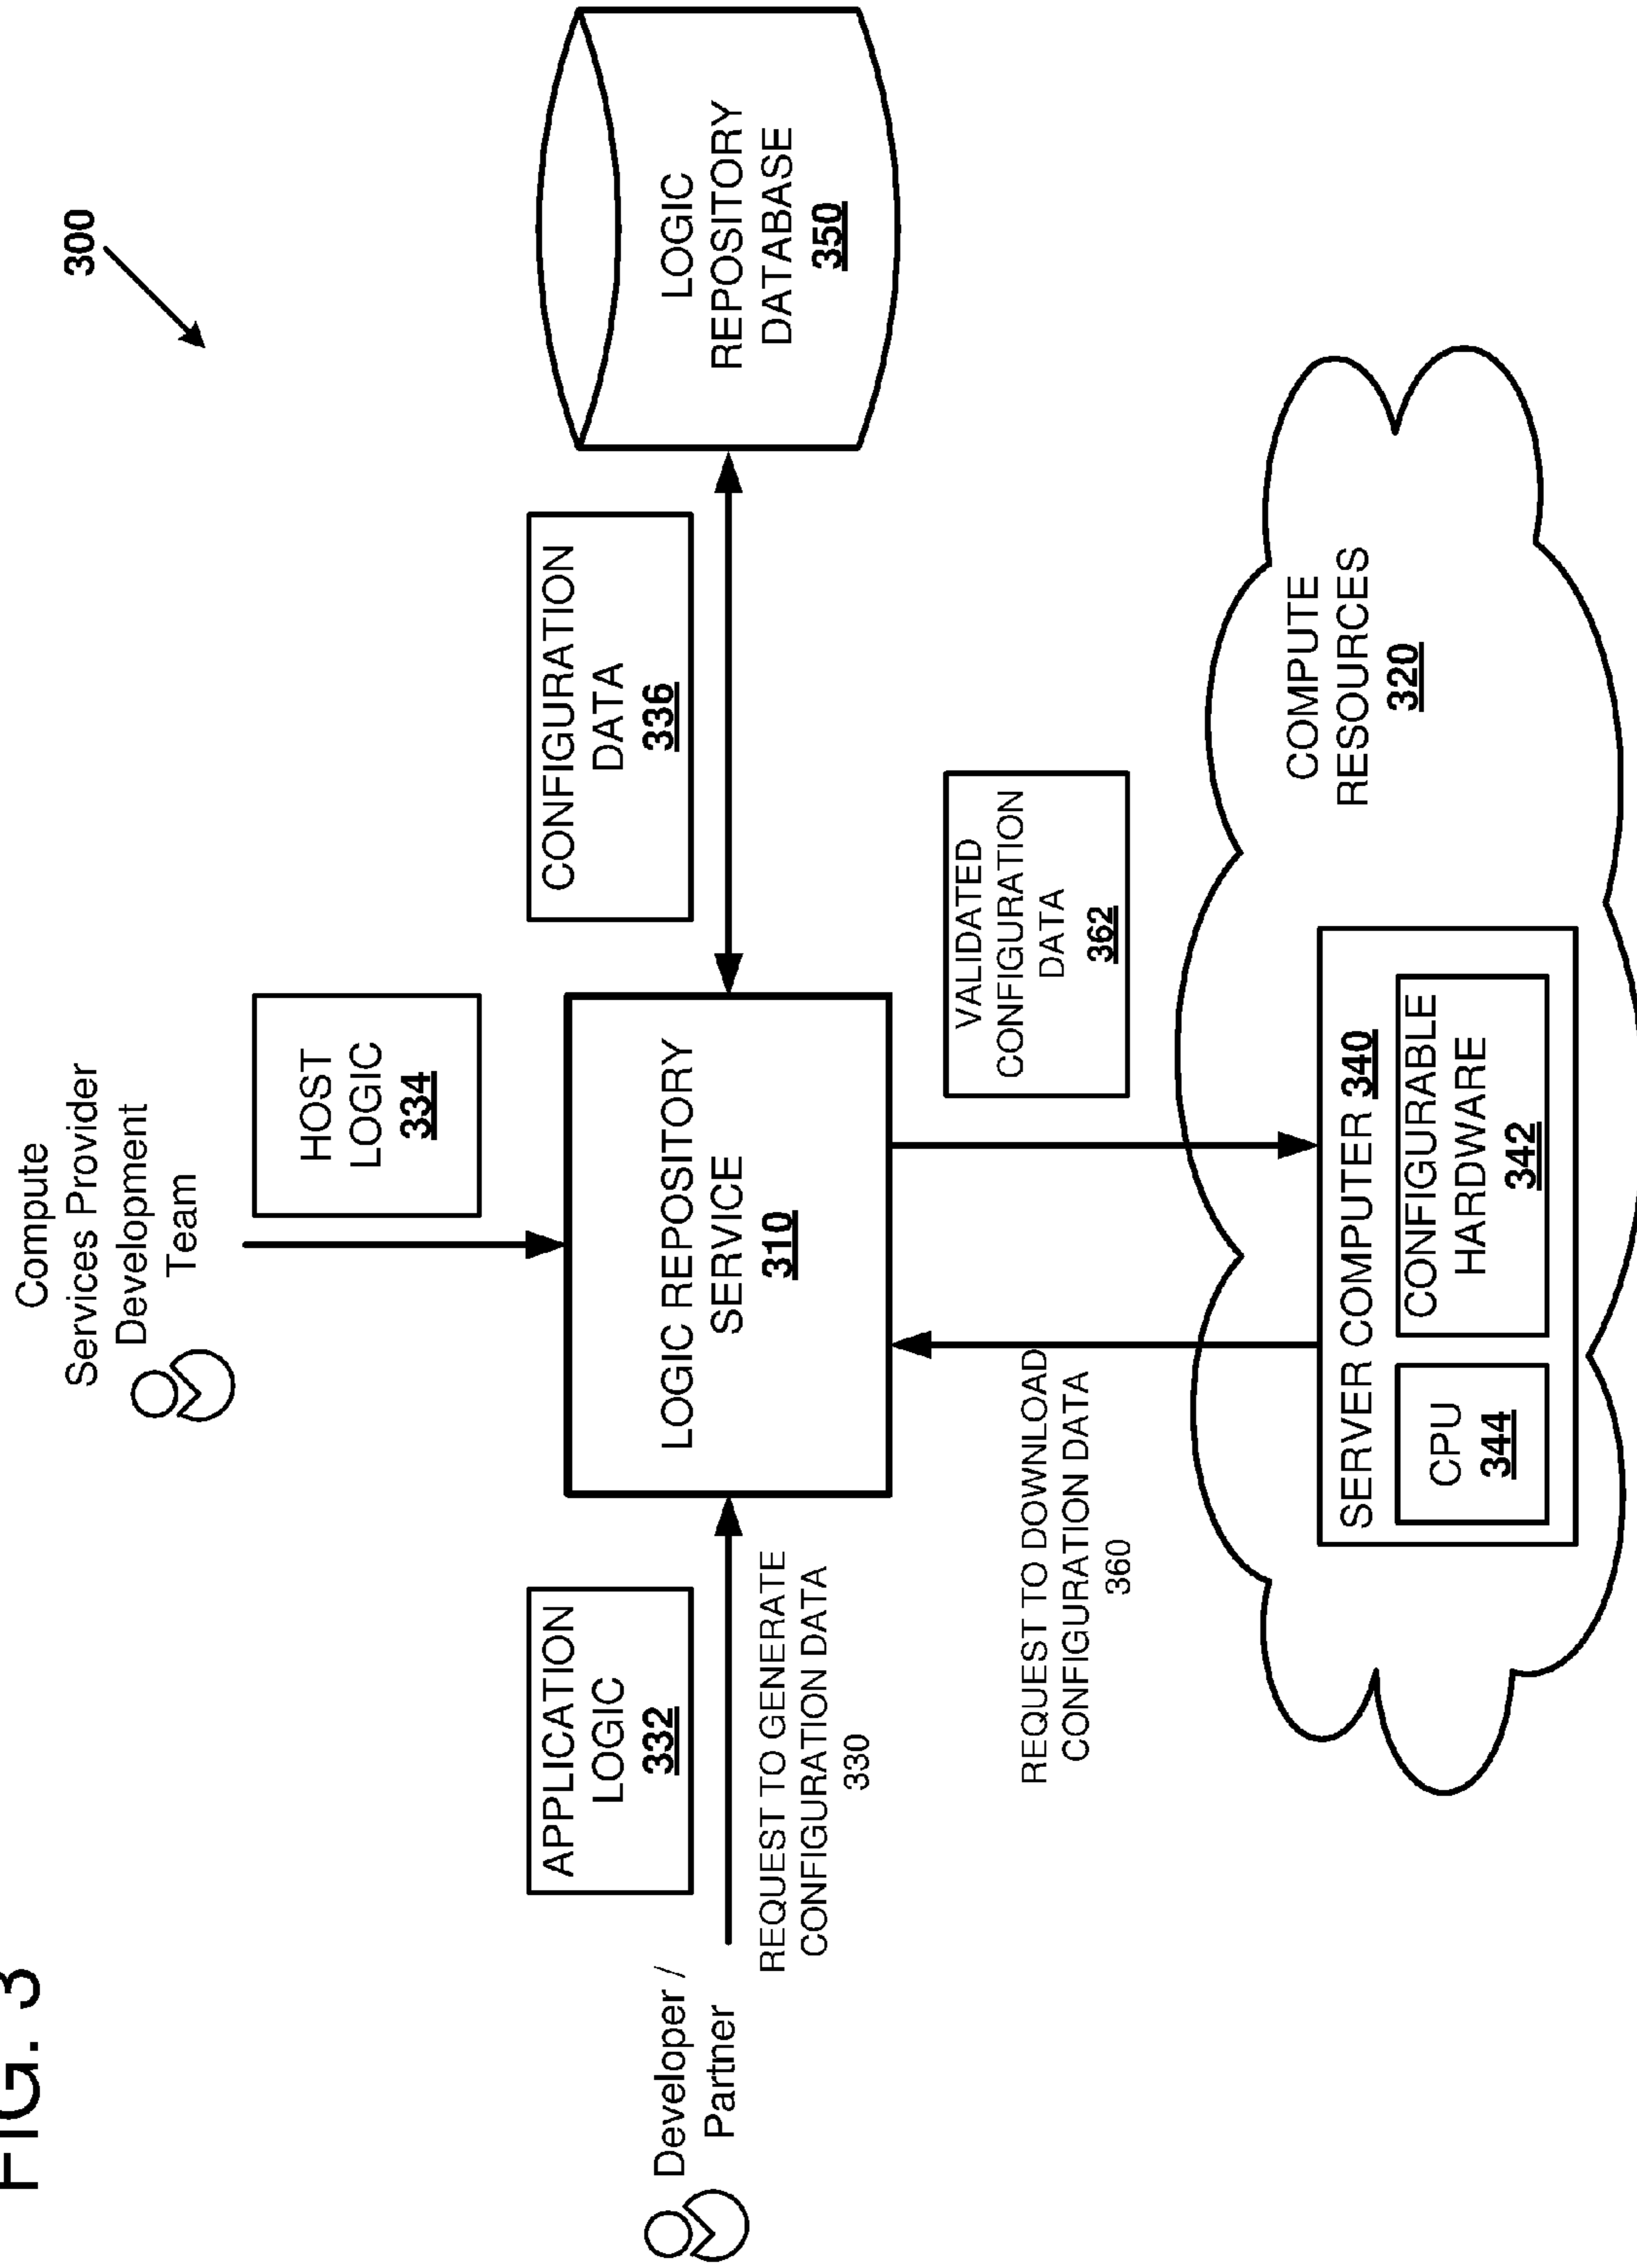 FIG. 3
300
Compute
Services Provider
Development
Team
HOST
LOGIC
334
Developer /
Partner
APPLICATION
LOGIC
332
REQUEST TO GENERATE
CONFIGURATION DATA
330
LOGIC REPOSITORY
SERVICE
310
CONFIGURATION
DATA
336
LOGIC
REPOSITORY
DATABASE
350
REQUEST TO DOWNLOAD
CONFIGURATION DATA
360
VALIDATED
CONFIGURATION
DATA
362
COMPUTE
RESOURCES
320
SERVER COMPUTER 340
CPU
344
CONFIGURABLE
HARDWARE
342